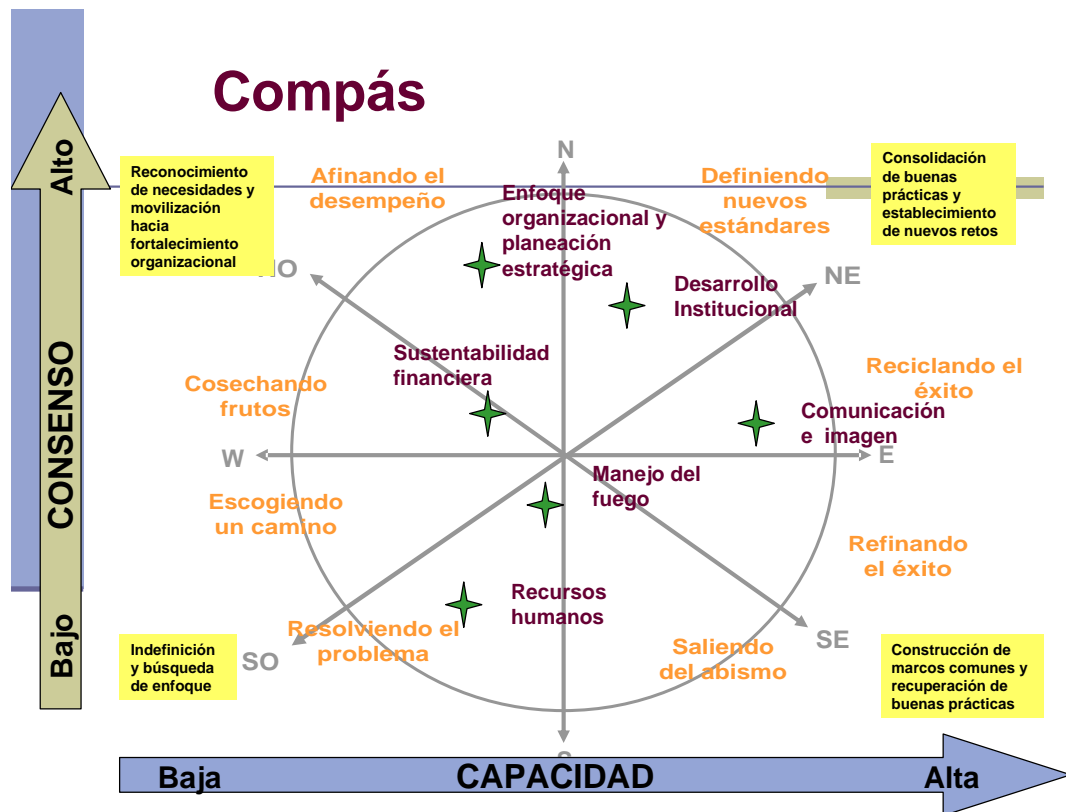 Compás
Alto
CONSENSO
Bajo
Reconocimiento
de necesidades y
movilización
hacia
fortalecimiento
organizacional
Afinando el
desempeño
N
Enfoque
organizacional y
planeación
estratégica
Definiendo
nuevos
estándares
Consolidación
de buenas
prácticas y
establecimiento
de nuevos retos
NO
NE
Desarrollo
Institucional
Sustentabilidad
financiera
Cosechando
frutos
Reciclando el
éxito
Comunicación
e imagen
W
E
Manejo del
fuego
Escogiendo
un camino
Refinando
el éxito
Recursos
humanos
Resolviendo el
problema
Saliendo
del abismo
SO
SE
Indefinición
y búsqueda
de enfoque
Construcción de
marcos comunes y
recuperación de
buenas prácticas
Baja
CAPACIDAD
Alta